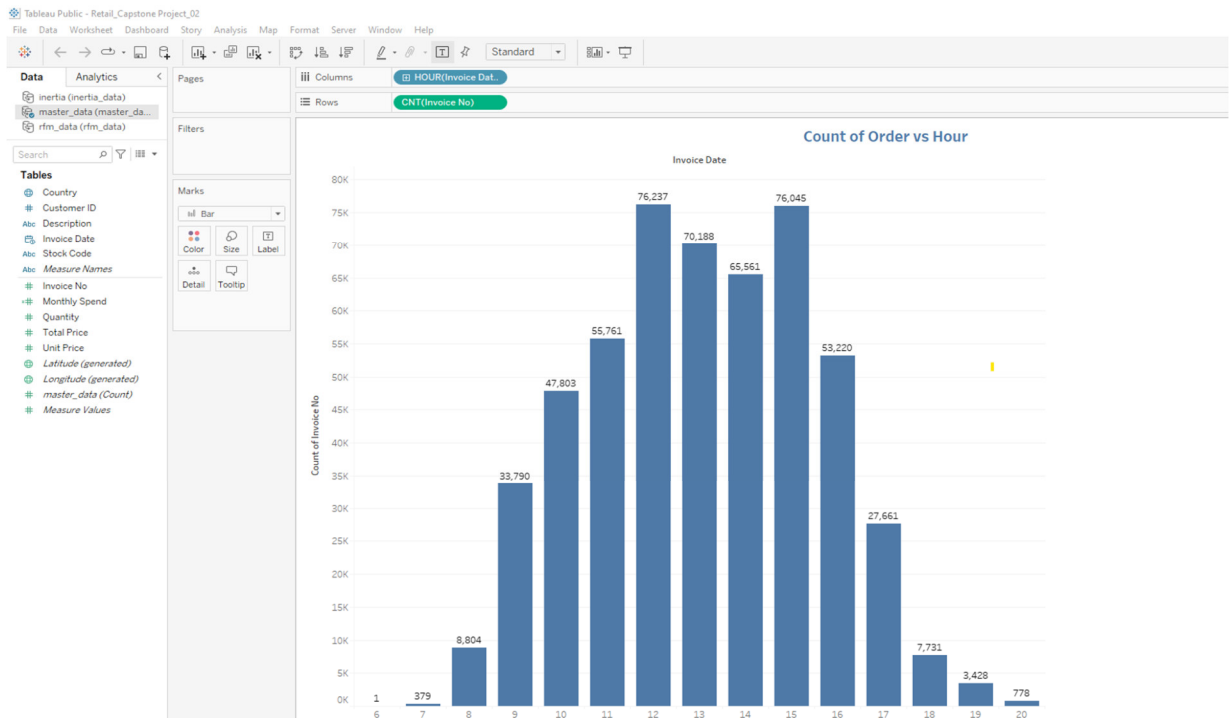 Tableau Public - Retail_Capstone Project_02
File Data Worksheet Dashboard Story Analysis Map Format Server Window Help
T Standard
Data Analytics
Pages
iii Columns
HOUR(Invoice Dat..
inertia (inertia_data)
master_data (master_da...
rfm_data (rfm_data)
Rows
CNT(Invoice No)
Filters
Search
Tables
Country
# Customer ID
Abc Description
Invoice Date
Abc Stock Code
Abc Measure Names
# Invoice No
# Monthly Spend
# Quantity
# Total Price
# Unit Price
Latitude (generated)
Longitude (generated)
# master_data (Count)
# Measure Values
Marks
Bar
Color Size Label
Detail Tooltip
Count of Order vs Hour
Invoice Date
Count of Invoice No
80K
75K
70K
65K
60K
55K
50K
45K
40K
35K
30K
25K
20K
15K
10K
5K
0K
1
379
8,804
33,790
47,803
55,761
76,237
70,188
65,561
76,045
53,220
27,661
7,731
3,428
778
6 7 8 9 10 11 12 13 14 15 16 17 18 19 20